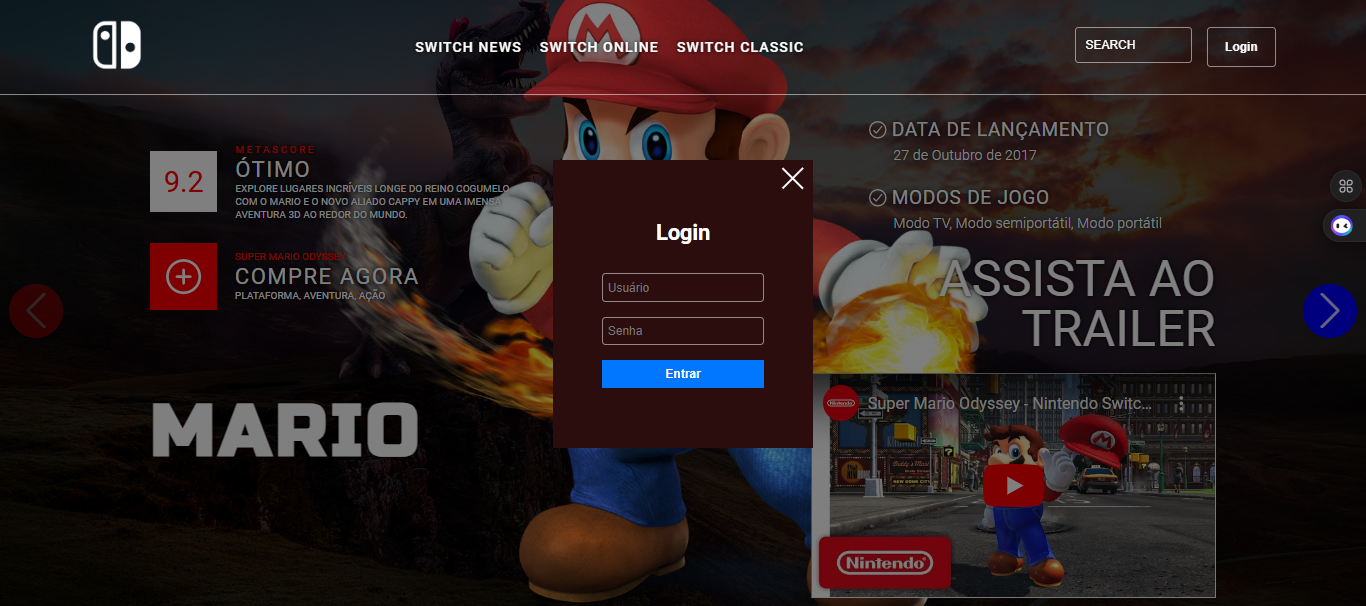 SWITCH NEWS SWITCH ONLINE SWITCH CLASSIC
SEARCH
Login
METASCORE
9.2
ÓTIMO
EXPLORE LUGARES INCRÍVEIS LONGE DO REINO COGUMELO
COM O MARIO E O NOVO ALIADO CAPPY EM UMA IMENSA
AVENTURA 3D AO REDOR DO MUNDO.
SUPER MARIO ODYSSEY
COMPRE AGORA
PLATAFORMA, AVENTURA, AÇÃO
MARIO
Login
Usuário
Senha
Entrar
DATA DE LANÇAMENTO
27 de Outubro de 2017
MODOS DE JOGO
Modo TV, Modo semiportátil, Modo portátil
ASSISTA AO
TRAILER
Nintendo
Super Mario Odyssey - Nintendo Switc...
Nintendo